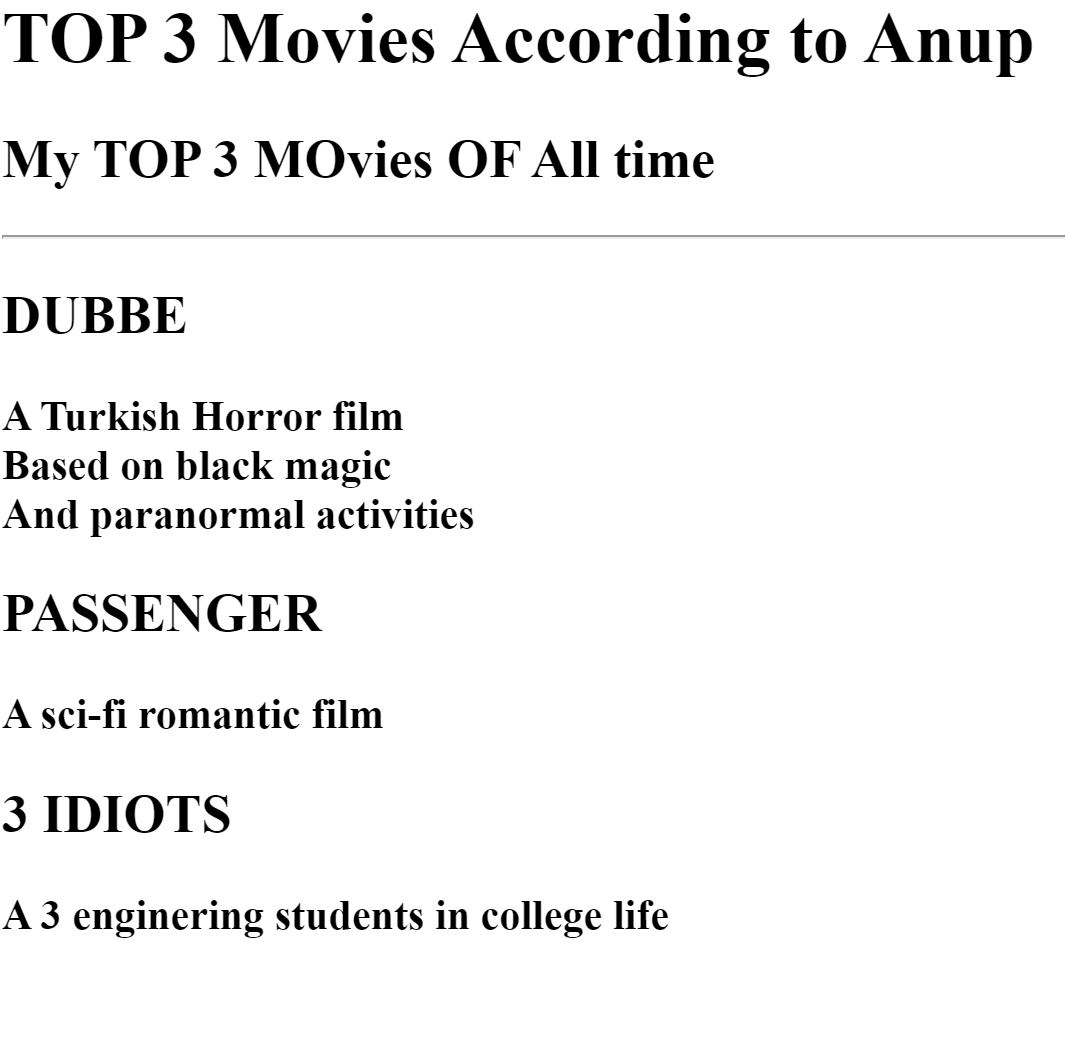 TOP 3 Movies According to Anup
My TOP 3 MOvies OF All time
DUBBE
A Turkish Horror film
Based on black magic
And paranormal activities
PASSENGER
A sci-fi romantic film
3 IDIOTS
A 3 enginering students in college life